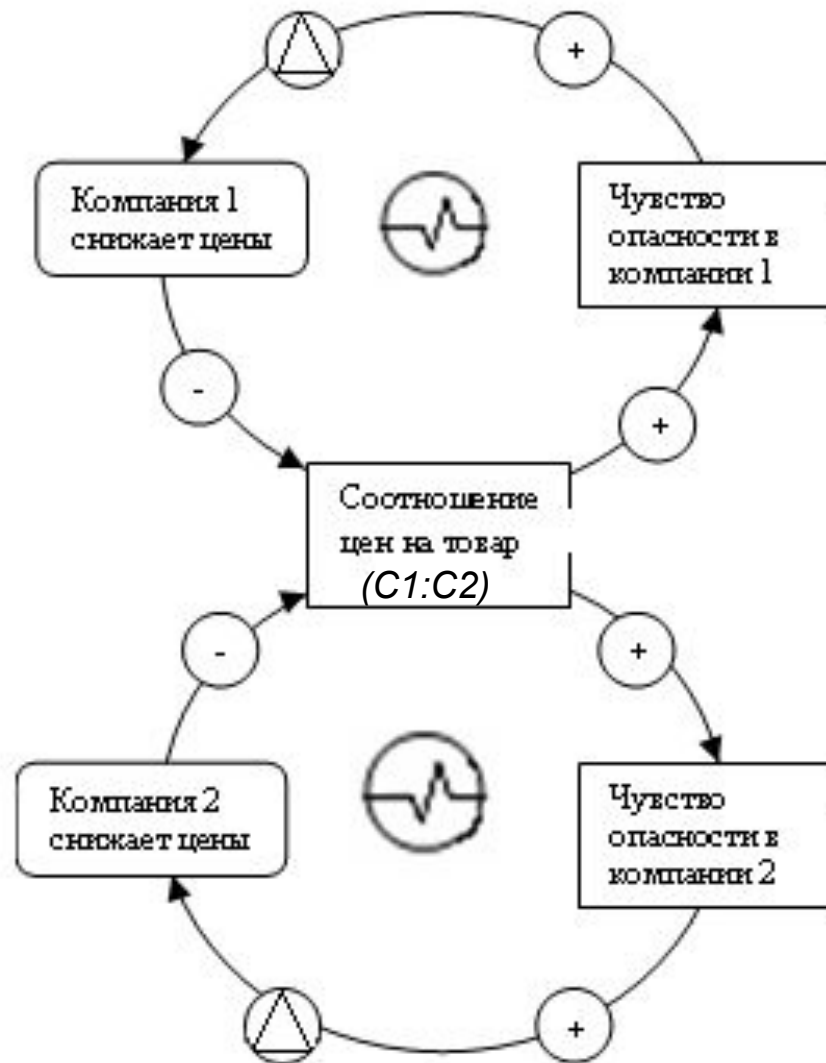 +
Компания 1
снижает цены
Чувство
опасности в
компании 1
-
+
Соотношение
цен на товар
(C1:C2)
-
+
Компания 2
снижает цены
Чувство
опасности в
компании 2
+